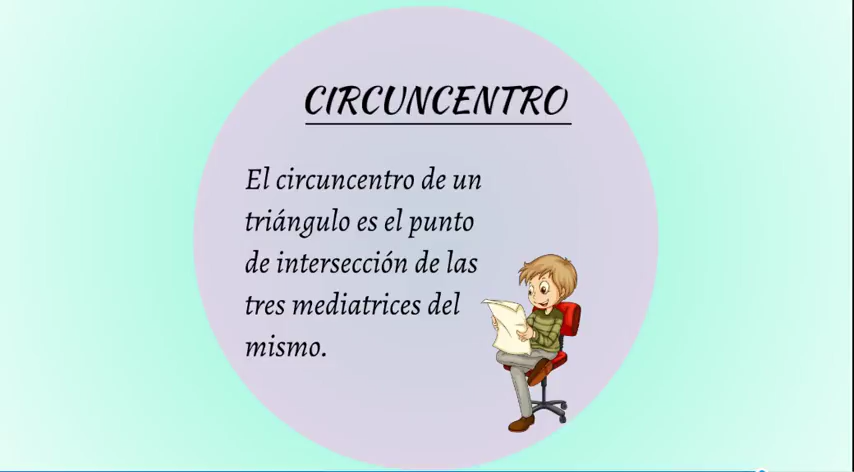 CIRCUNCENTRO
El circuncentro de un
triángulo es el punto
de intersección de las
tres mediatrices del
mismo.